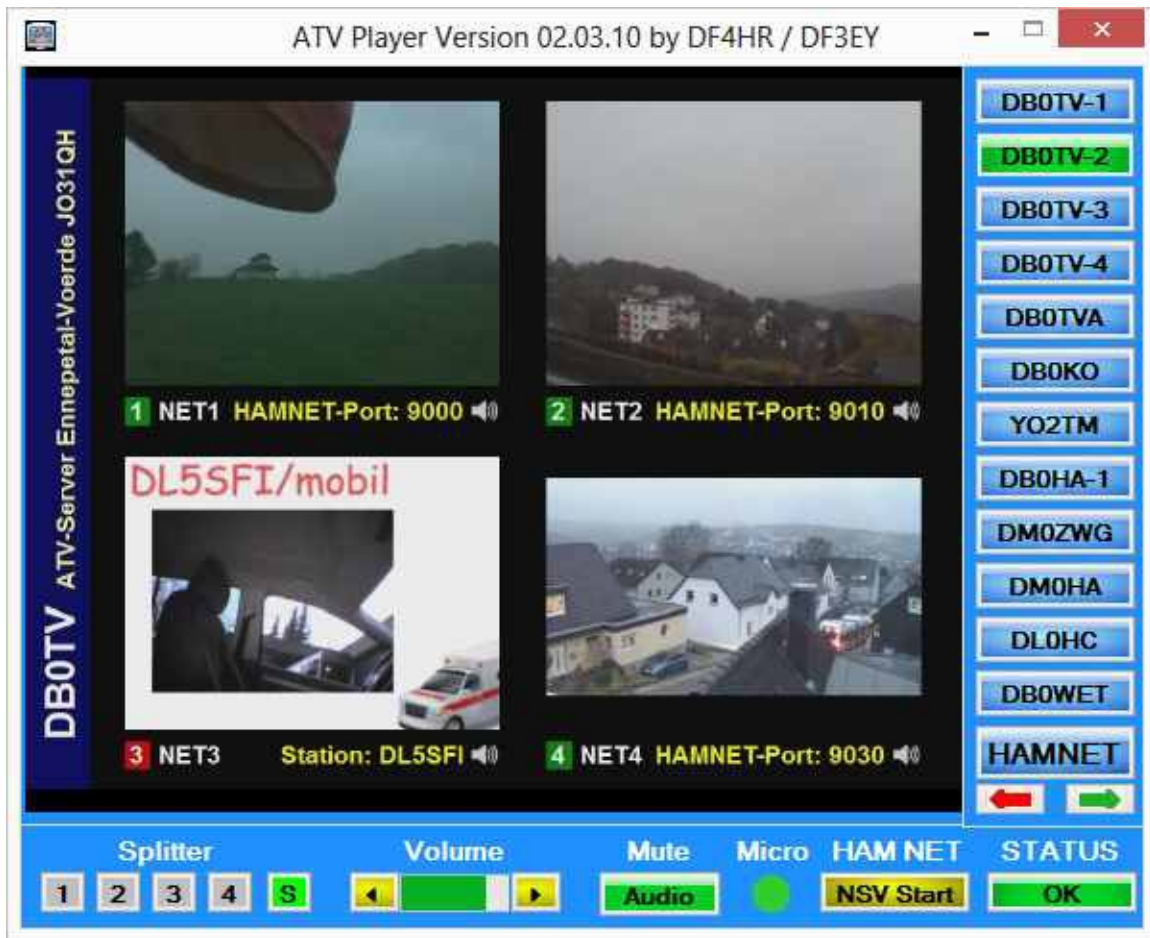 ATV Player Version 02.03.10 by DF4HR / DF3EY
DB0TV ATV-Server Ennepetal-Voerde JO31QH
1 NET1 HAMNET-Port: 9000
2 NET2 HAMNET-Port: 9010
DL5SFI/mobil
3 NET3 Station: DL5SFI
4 NET4 HAMNET-Port: 9030
DB0TV-1
DB0TV-2
DB0TV-3
DB0TV-4
DB0TVA
DB0KO
YO2TM
DB0HA-1
DM0ZWG
DM0HA
DL0HC
DB0WET
HAMNET
Splitter
1 2 3 4 S
Volume
Mute
Audio
Micro
HAM NET
NSV Start
STATUS
OK